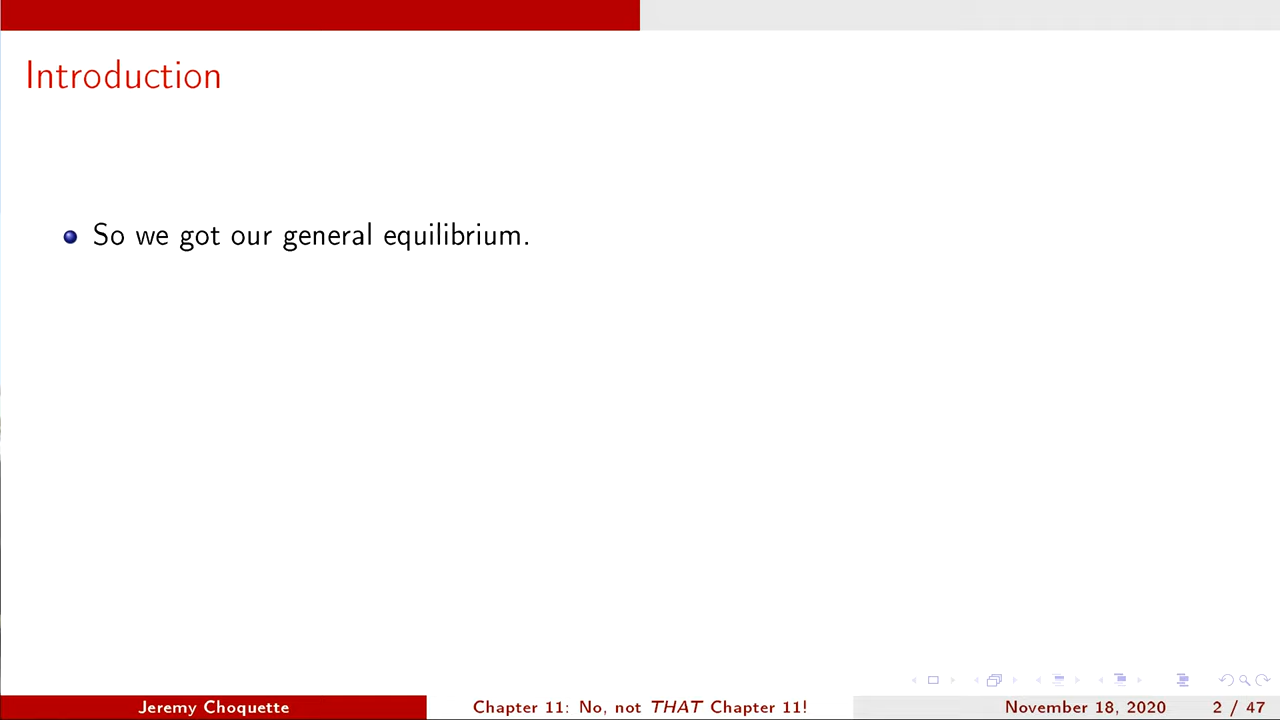 Introduction
So we got our general equilibrium.
Jeremy Choquette
Chapter 11: No, not THAT Chapter 11!
November 18, 2020
2 / 47